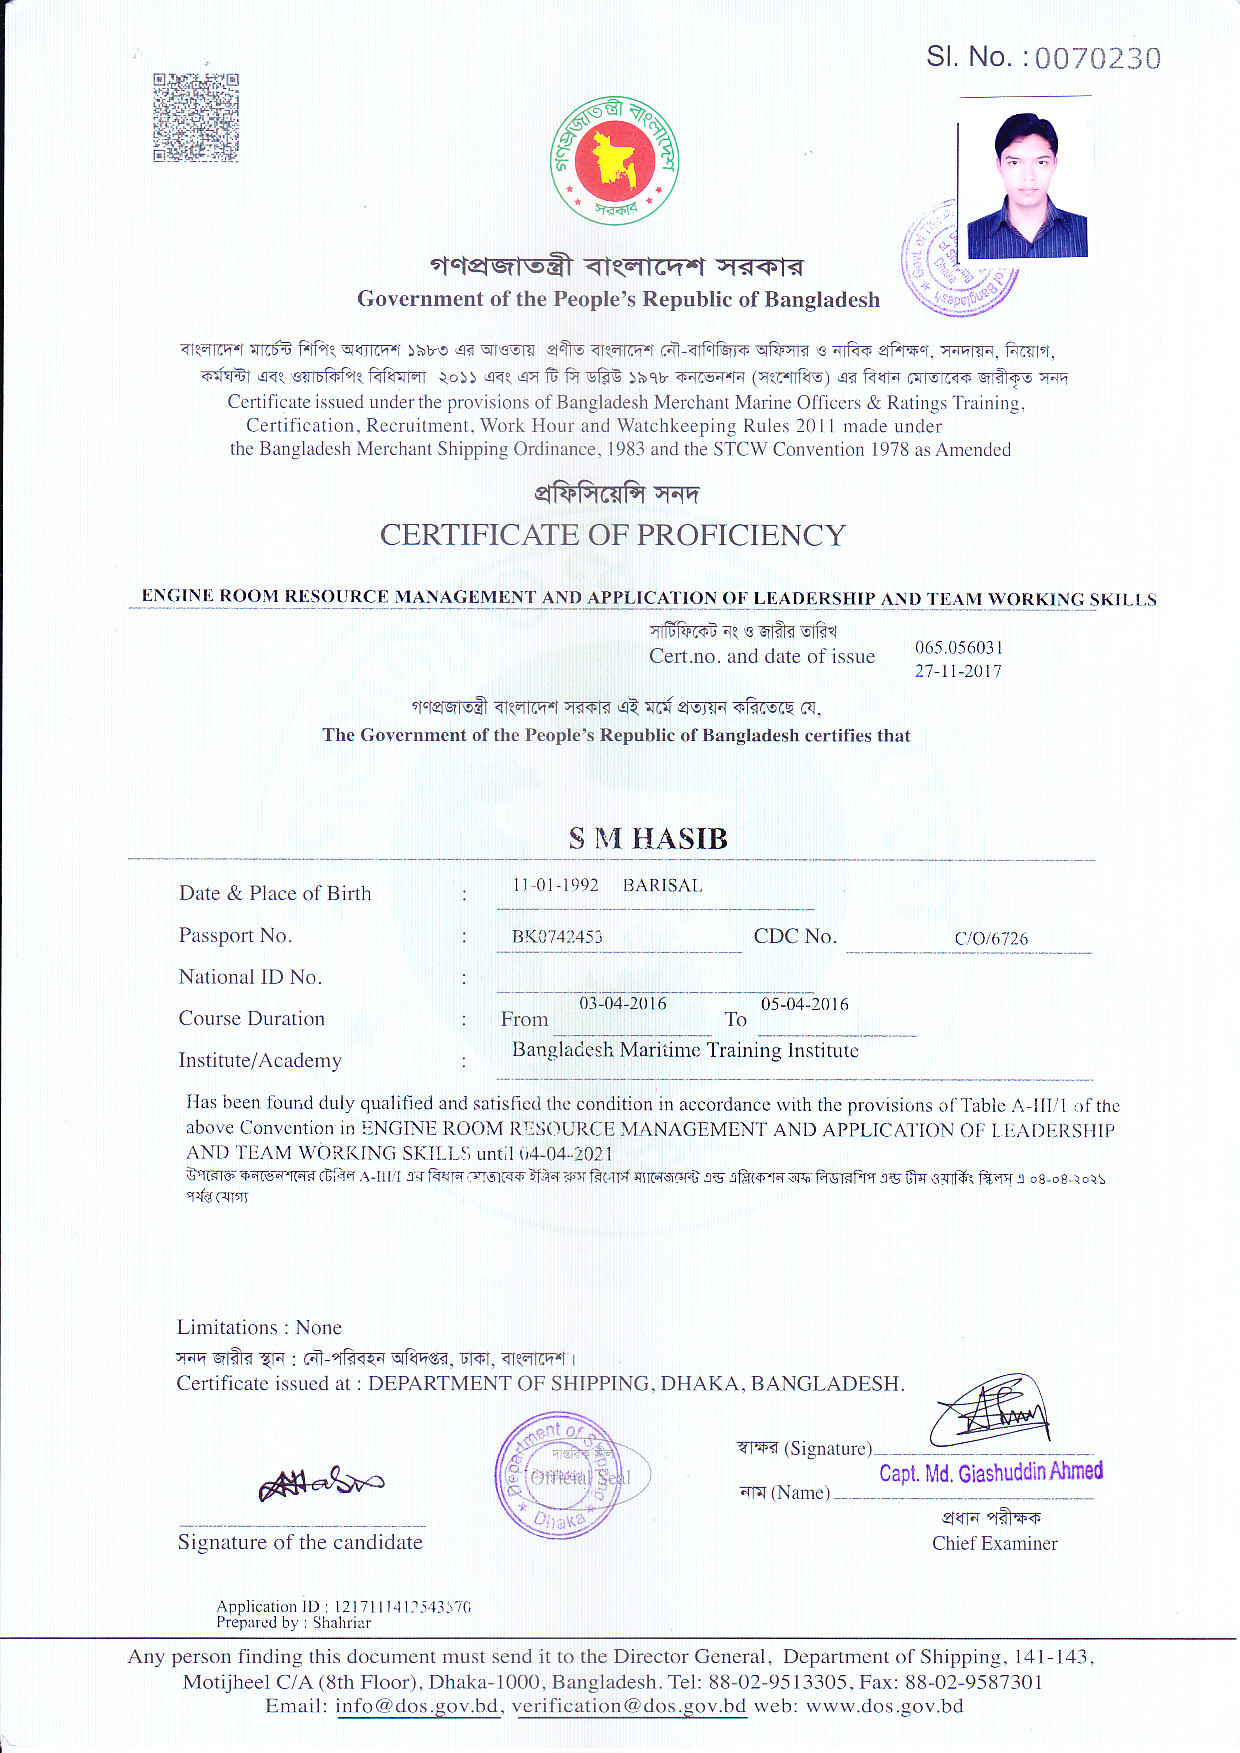 Sl. No. : 0070230
গণপ্রজাতন্ত্রী বাংলাদেশ
সরকার
গণপ্রজাতন্ত্রী বাংলাদেশ সরকার
Government of the People's Republic of Bangladesh
বাংলাদেশ মার্চেন্ট শিপিং অধ্যাদেশ ১৯৮৩ এর আওতায় প্রণীত বাংলাদেশ নৌ-বাণিজ্যিক অফিসার ও নাবিক প্রশিক্ষণ, সনদায়ন, নিয়োগ,
কর্মঘন্টা এবং ওয়াচকিপিং বিধিমালা ২০১১ এবং এস টি সি ডব্লিউ ১৯৭৮ কনভেনশন (সংশোধিত) এর বিধান মোতাবেক জারীকৃত সনদ
Certificate issued under the provisions of Bangladesh Merchant Marine Officers & Ratings Training,
Certification, Recruitment, Work Hour and Watchkeeping Rules 2011 made under
the Bangladesh Merchant Shipping Ordinance, 1983 and the STCW Convention 1978 as Amended
প্রফিসিয়েন্সি সনদ
CERTIFICATE OF PROFICIENCY
ENGINE ROOM RESOURCE MANAGEMENT AND APPLICATION OF LEADERSHIP AND TEAM WORKING SKILLS
সার্টিফিকেট নং ও জারীর তারিখ
Cert.no. and date of issue 065.056031
27-11-2017
গণপ্রজাতন্ত্রী বাংলাদেশ সরকার এই মর্মে প্রত্যয়ন করিতেছে যে,
The Government of the People's Republic of Bangladesh certifies that
S M HASIB
Date & Place of Birth : 11-01-1992 BARISAL
Passport No. : BK0742453 CDC No. C/O/6726
National ID No. :
Course Duration : From 03-04-2016 To 05-04-2016
Institute/Academy : Bangladesh Maritime Training Institute
Has been found duly qualified and satisfied the condition in accordance with the provisions of Table A-III/1 of the
above Convention in ENGINE ROOM RESOURCE MANAGEMENT AND APPLICATION OF LEADERSHIP
AND TEAM WORKING SKILLS until 04-04-2021
উপরোক্ত কনভেনশনের টেবিল A-III/1 এর বিধান মোতাবেক ইঞ্জিন রুম রিসোর্স ম্যানেজমেন্ট এন্ড এপ্লিকেশন অফ লিডারশিপ এন্ড টীম ওয়ার্কিং স্কিলস্ এ ০৪-০৪-২০২১
পর্যন্ত যোগ্য
Limitations : None
সনদ জারীর স্থান : নৌ-পরিবহন অধিদপ্তর, ঢাকা, বাংলাদেশ।
Certificate issued at : DEPARTMENT OF SHIPPING, DHAKA, BANGLADESH.
Department of Shipping
দাপ্তরিক সীল
Official Seal
Dhaka
স্বাক্ষর (Signature)
Capt. Md. Giashuddin Ahmed
নাম (Name)
প্রধান পরীক্ষক
Chief Examiner
Signature of the candidate
Application ID :
Prepared by : Shahriar
Any person finding this document must send it to the Director General, Department of Shipping, 141-143,
Motijheel C/A (8th Floor), Dhaka-1000, Bangladesh. Tel: 88-02-9513305, Fax: 88-02-9587301
Email: info@dos.gov.bd, verification@dos.gov.bd web: www.dos.gov.bd